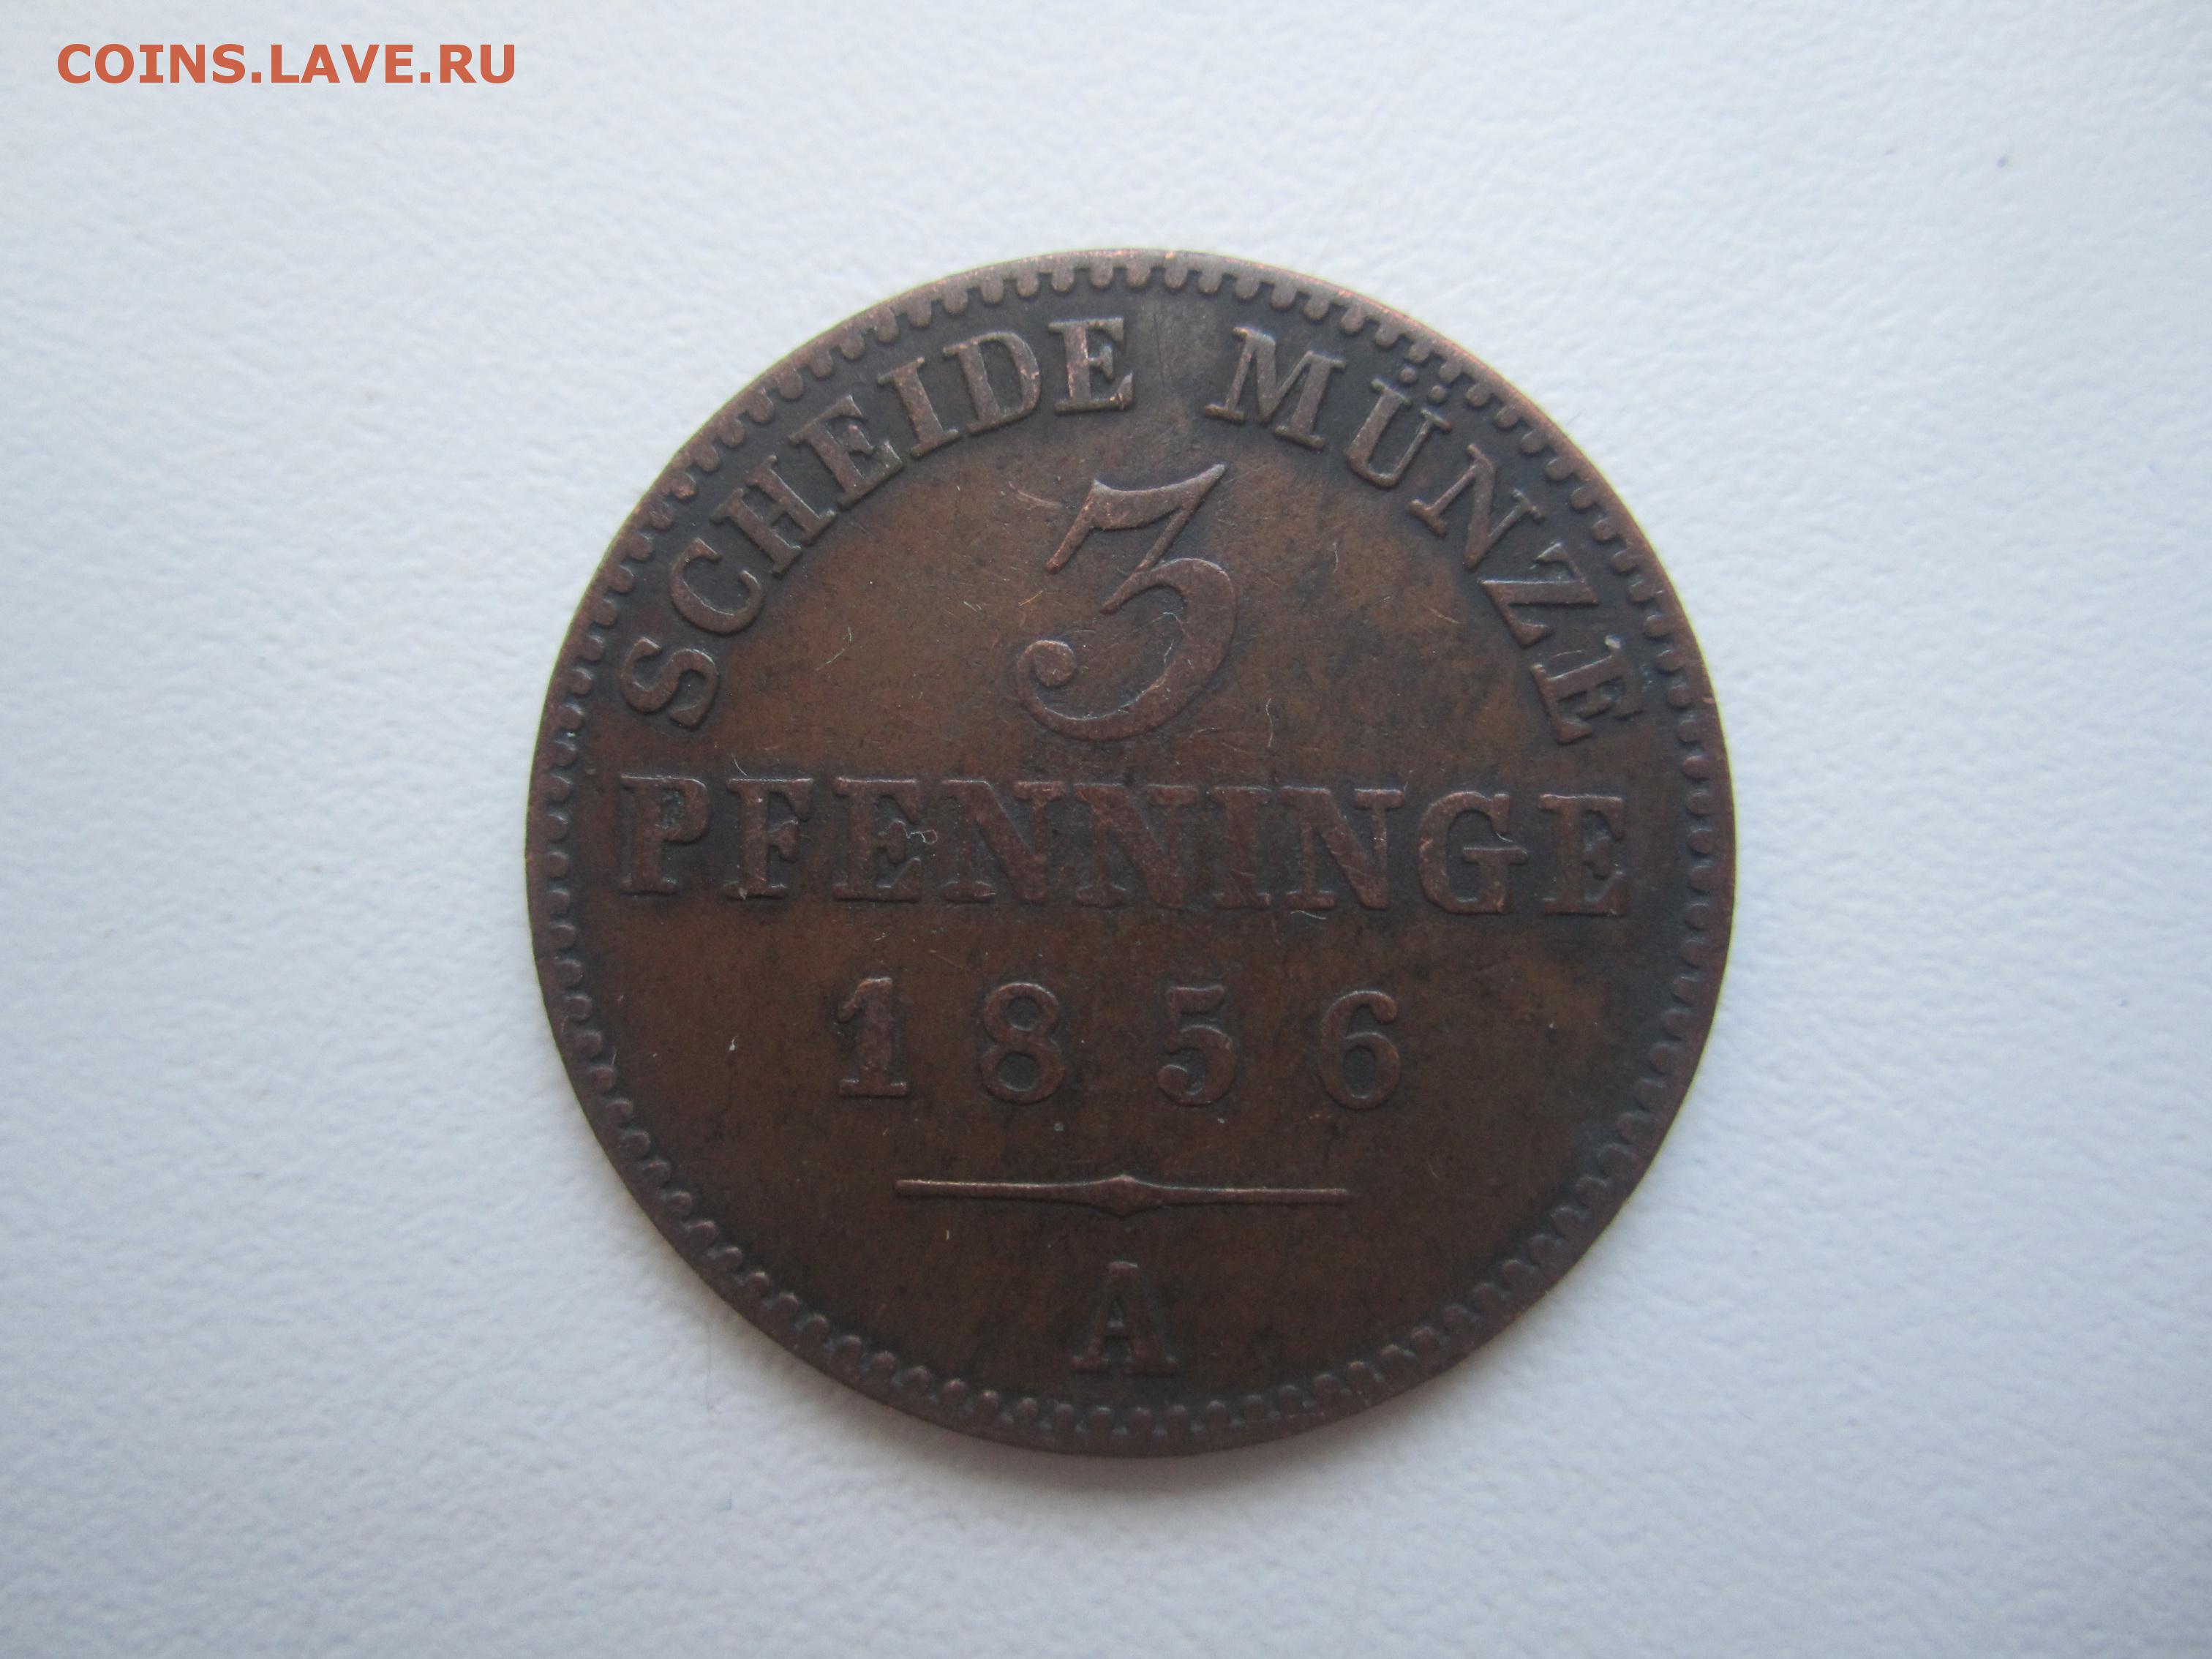 COINS.LAVE.RU
SCHEIDE MÜNZE
3
PFENNINGE
1856
A